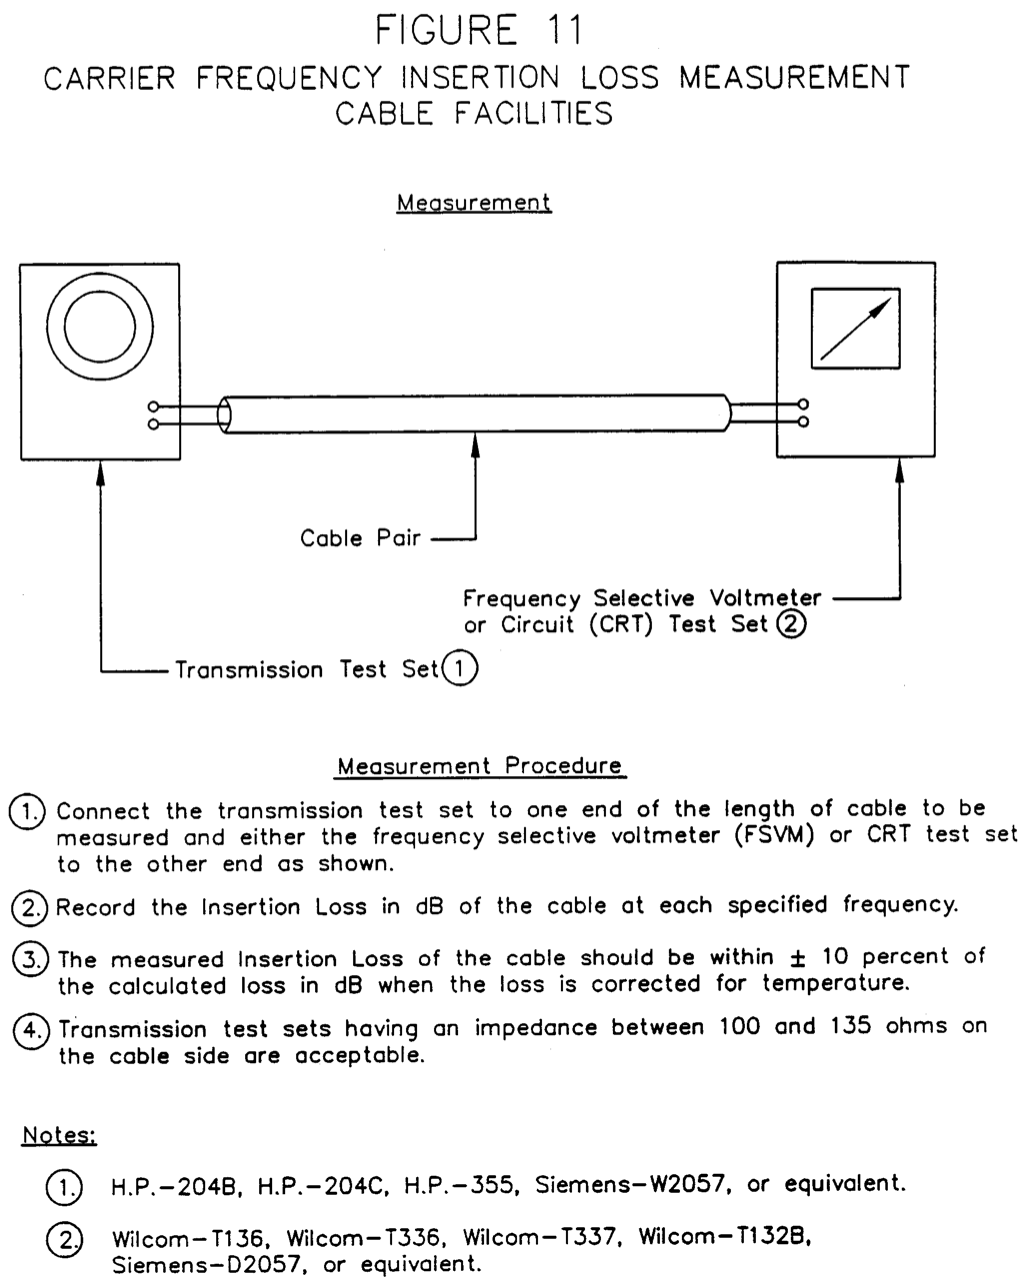 FIGURE 11
CARRIER FREQUENCY INSERTION LOSS MEASUREMENT
CABLE FACILITIES
Measurement
Cable Pair
Frequency Selective Voltmeter
or Circuit (CRT) Test Set 2
Transmission Test Set 1
Measurement Procedure
1. Connect the transmission test set to one end of the length of cable to be
measured and either the frequency selective voltmeter (FSVM) or CRT test set
to the other end as shown.
2. Record the Insertion Loss in dB of the cable at each specified frequency.
3. The measured Insertion Loss of the cable should be within ± 10 percent of
the calculated loss in dB when the loss is corrected for temperature.
4. Transmission test sets having an impedance between 100 and 135 ohms on
the cable side are acceptable.
Notes:
1. H.P.-204B, H.P.-204C, H.P.-355, Siemens-W2057, or equivalent.
2. Wilcom-T136, Wilcom-T336, Wilcom-T337, Wilcom-T132B,
Siemens-D2057, or equivalent.